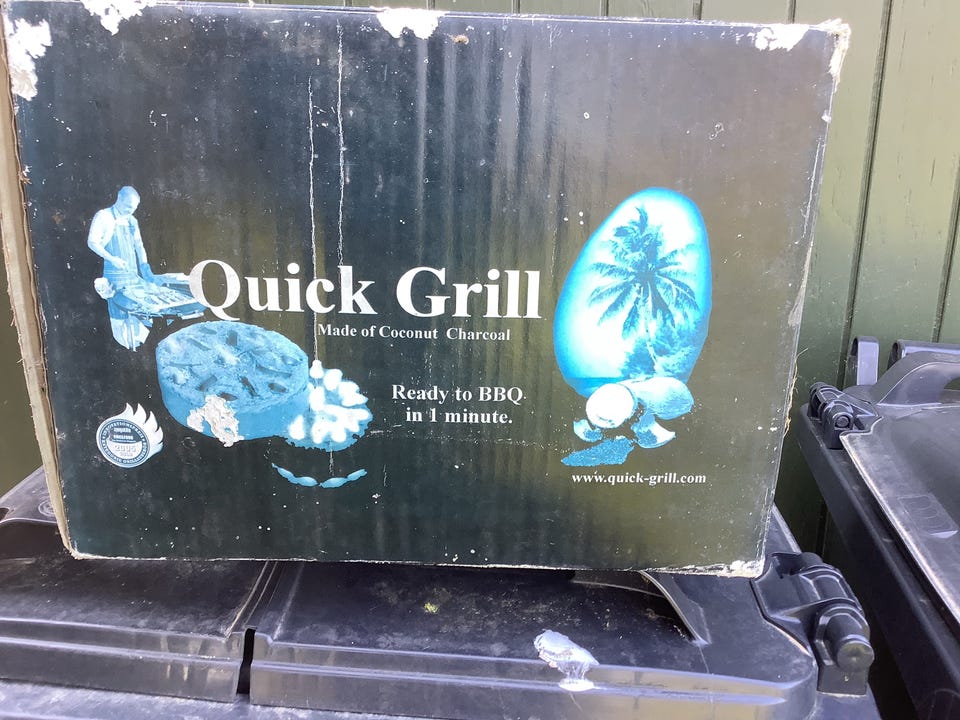 Quick Grill
Made of Coconut Charcoal
Ready to BBQ
in 1 minute.
www.quick-grill.com